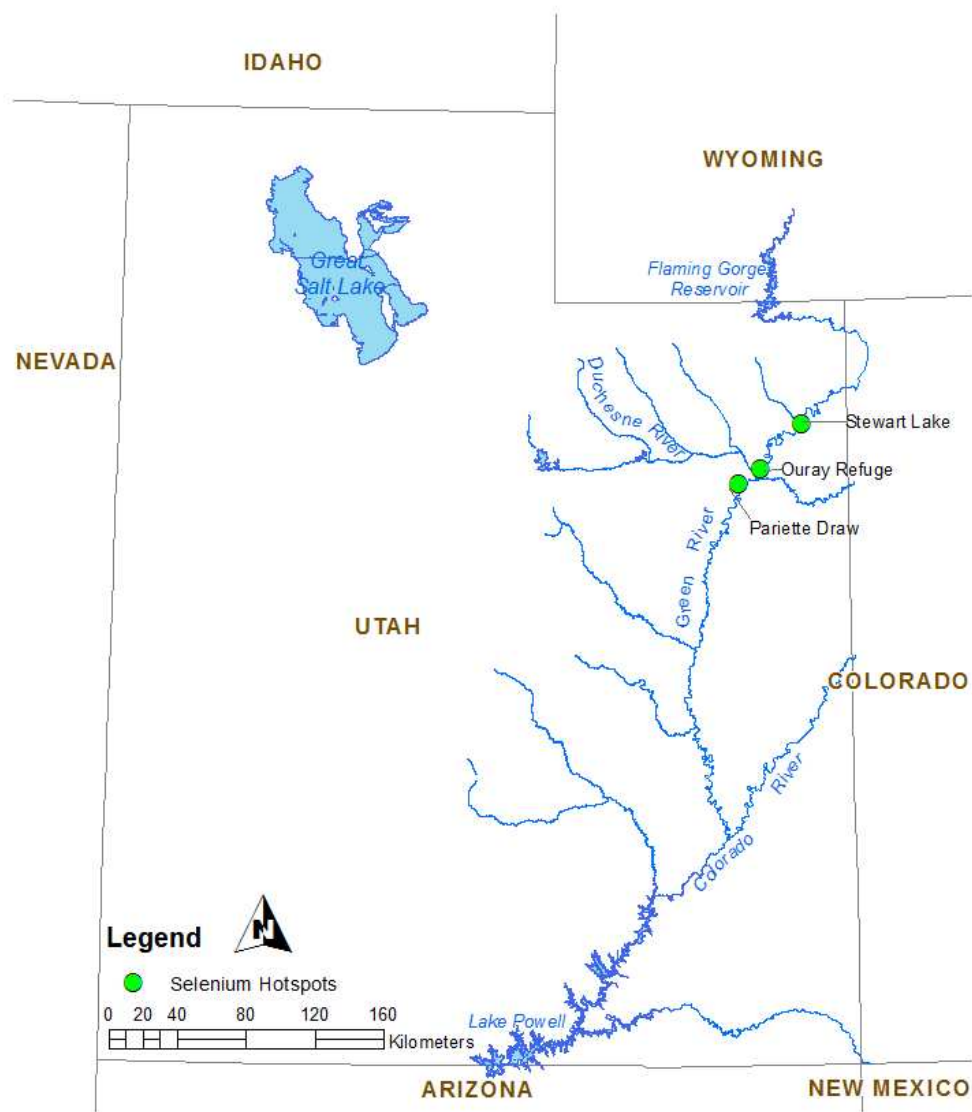 IDAHO
WYOMING
Flaming Gorge
Reservoir
Great
Salt Lake
NEVADA
Duchesne River
Stewart Lake
Ouray Refuge
Pariette Draw
Green River
UTAH
COLORADO
Colorado River
Legend
N
Selenium Hotspots
0 20 40 80 120 160
Kilometers
Lake Powell
ARIZONA
NEW MEXICO